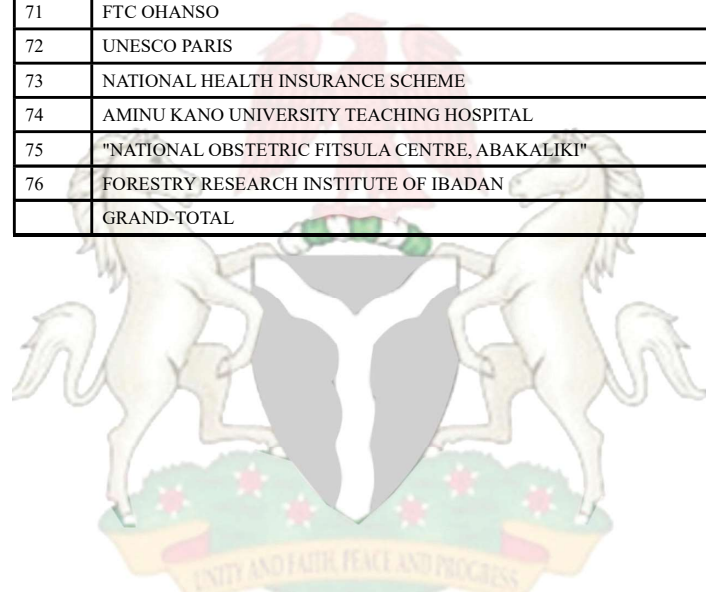 71 FTC OHANSO
72 UNESCO PARIS
73 NATIONAL HEALTH INSURANCE SCHEME
74 AMINU KANO UNIVERSITY TEACHING HOSPITAL
75 "NATIONAL OBSTETRIC FITSULA CENTRE, ABAKALIKI"
76 FORESTRY RESEARCH INSTITUTE OF IBADAN
GRAND-TOTAL
UNITY AND FAITH, PEACE AND PROGRESS